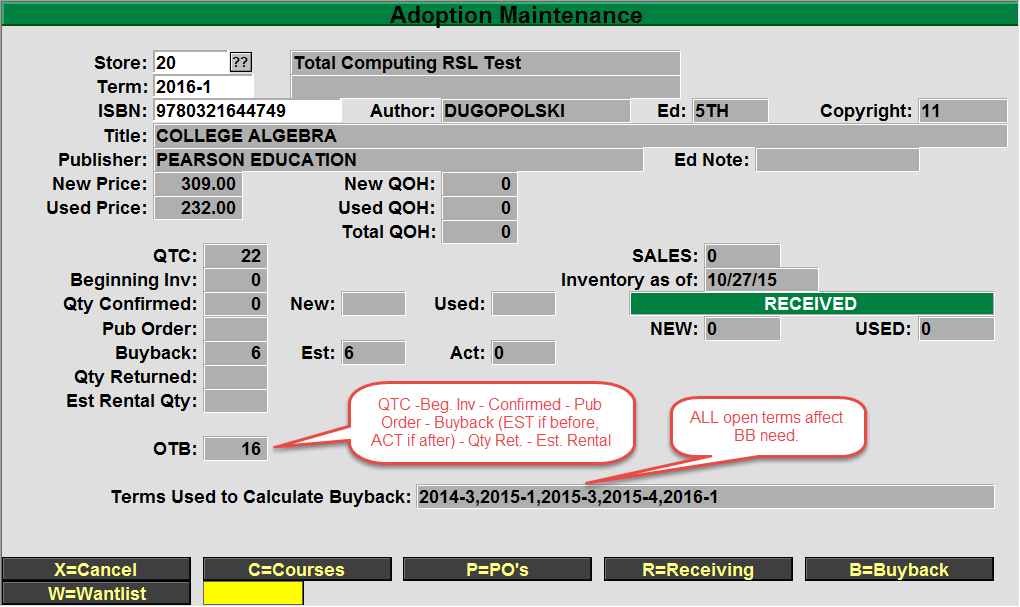 Adoption Maintenance
Store: 20 ?? Total Computing RSL Test
Term: 2016-1
ISBN: 9780321644749 Author: DUGOPOLSKI Ed: 5TH Copyright: 11
Title: COLLEGE ALGEBRA
Publisher: PEARSON EDUCATION Ed Note:
New Price: 309.00 New QOH: 0
Used Price: 232.00 Used QOH: 0
Total QOH: 0
QTC: 22 SALES: 0
Beginning Inv: 0 Inventory as of: 10/27/15
Qty Confirmed: 0 New: Used: RECEIVED
Pub Order: NEW: 0 USED: 0
Buyback: 6 Est: 6 Act: 0
Qty Returned:
Est Rental Qty:
QTC -Beg. Inv - Confirmed - Pub
Order - Buyback (EST if before,
ACT if after) - Qty Ret. - Est. Rental
ALL open terms affect
BB need.
OTB: 16
Terms Used to Calculate Buyback: 2014-3,2015-1,2015-3,2015-4,2016-1
X=Cancel C=Courses P=PO's R=Receiving B=Buyback
W=Wantlist